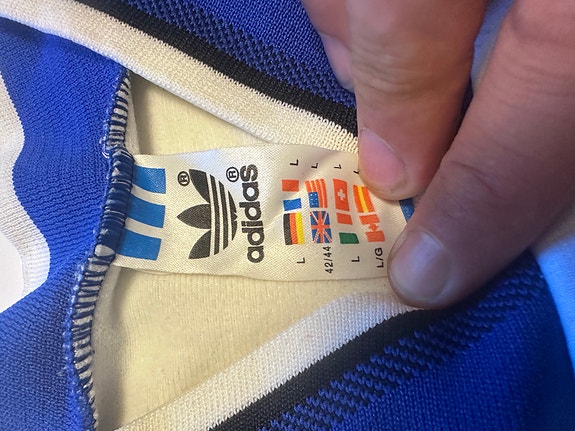 ®
adidas®
L L
42/44 L
L L
L/G L